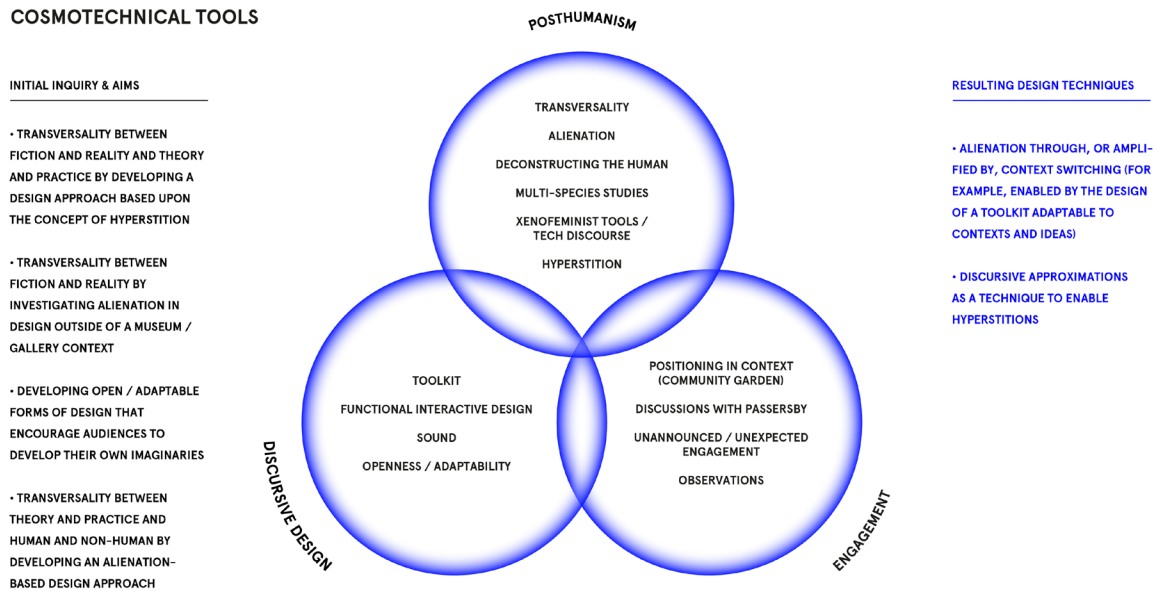 COSMOTECHNICAL TOOLS
INITIAL INQUIRY & AIMS
• TRANSVERSALITY BETWEEN
FICTION AND REALITY AND THEORY
AND PRACTICE BY DEVELOPING A
DESIGN APPROACH BASED UPON
THE CONCEPT OF HYPERSTITION
• TRANSVERSALITY BETWEEN
FICTION AND REALITY BY
INVESTIGATING ALIENATION IN
DESIGN OUTSIDE OF A MUSEUM /
GALLERY CONTEXT
• DEVELOPING OPEN / ADAPTABLE
FORMS OF DESIGN THAT
ENCOURAGE AUDIENCES TO
DEVELOP THEIR OWN IMAGINARIES
• TRANSVERSALITY BETWEEN
THEORY AND PRACTICE AND
HUMAN AND NON-HUMAN BY
DEVELOPING AN ALIENATION-
BASED DESIGN APPROACH
POSTHUMANISM
TRANSVERSALITY
ALIENATION
DECONSTRUCTING THE HUMAN
MULTI-SPECIES STUDIES
XENOFEMINIST TOOLS /
TECH DISCOURSE
HYPERSTITION
DISCURSIVE DESIGN
TOOLKIT
FUNCTIONAL INTERACTIVE DESIGN
SOUND
OPENNESS / ADAPTABILITY
ENGAGEMENT
POSITIONING IN CONTEXT
(COMMUNITY GARDEN)
DISCUSSIONS WITH PASSERSBY
UNANNOUNCED / UNEXPECTED
ENGAGEMENT
OBSERVATIONS
RESULTING DESIGN TECHNIQUES
• ALIENATION THROUGH, OR AMPLI-
FIED BY, CONTEXT SWITCHING (FOR
EXAMPLE, ENABLED BY THE DESIGN
OF A TOOLKIT ADAPTABLE TO
CONTEXTS AND IDEAS)
• DISCURSIVE APPROXIMATIONS
AS A TECHNIQUE TO ENABLE
HYPERSTITIONS